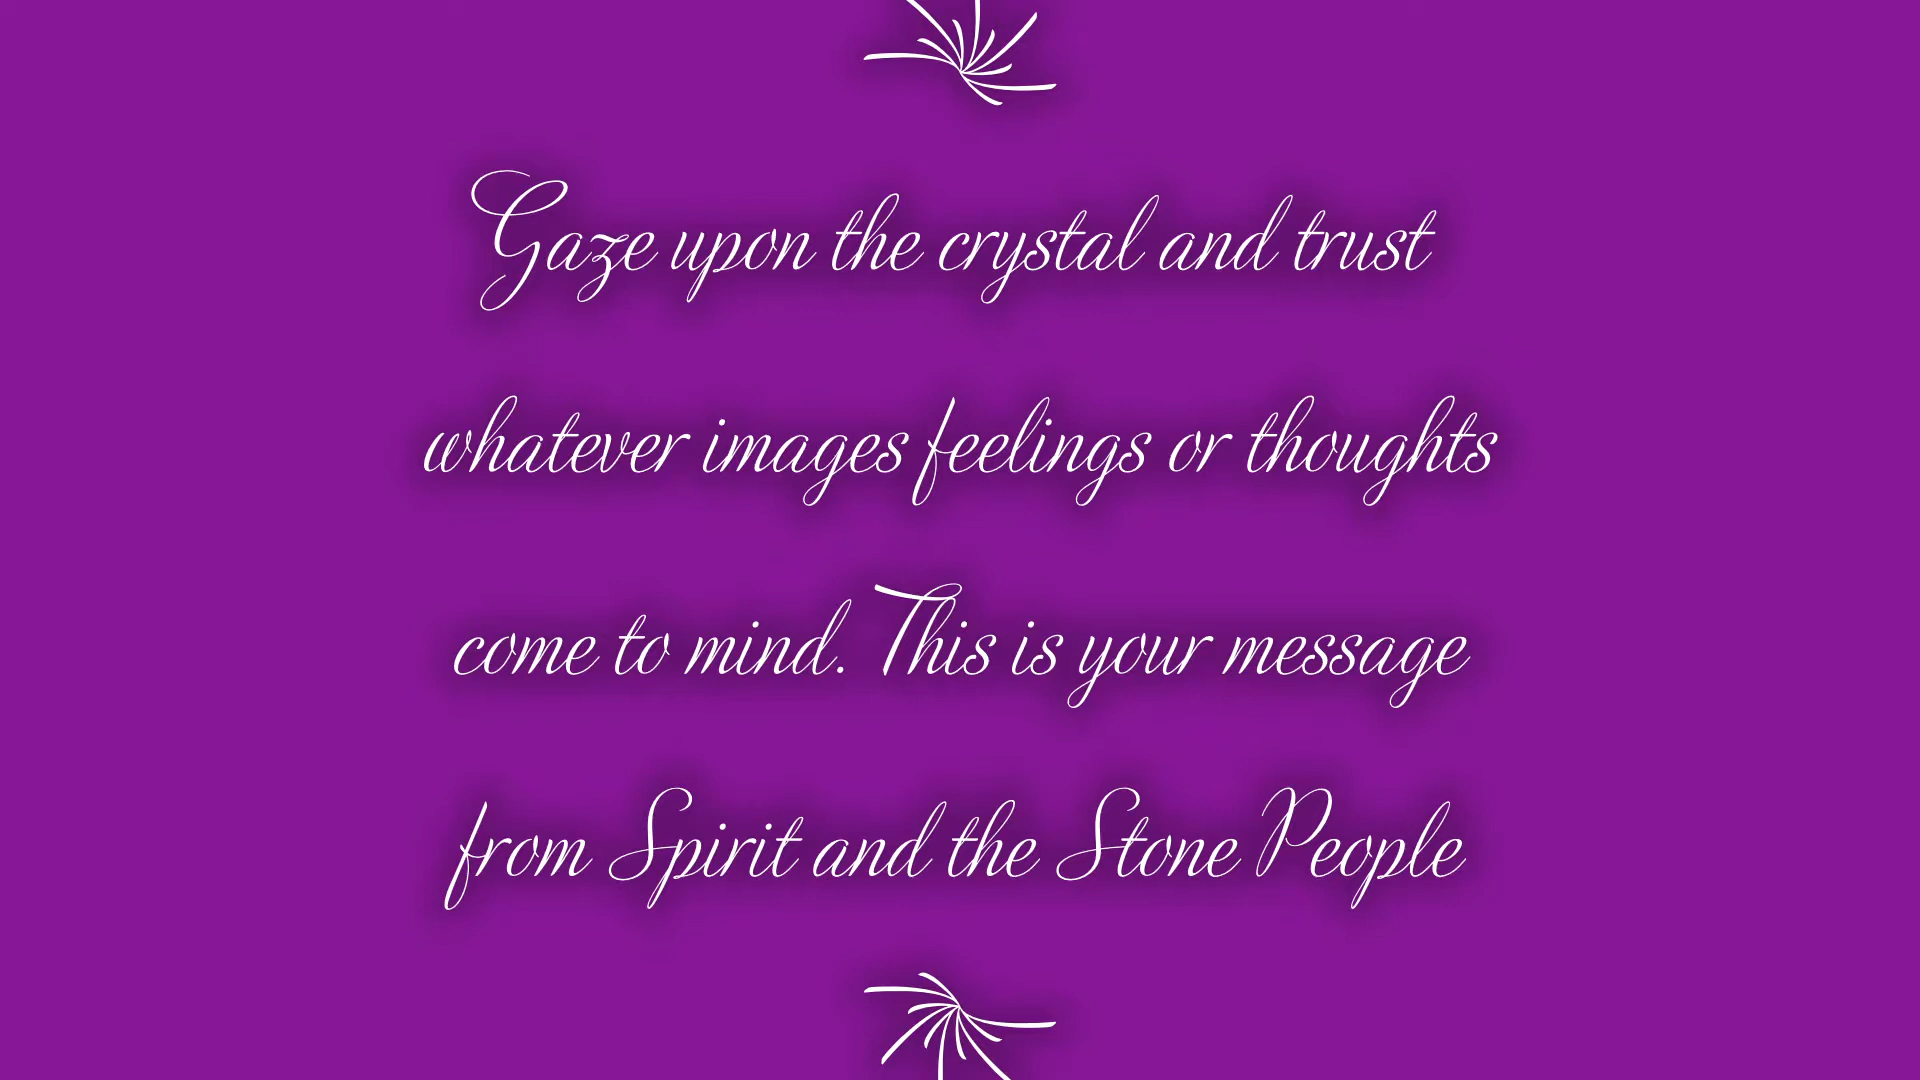 Gaze upon the crystal and trust
whatever images feelings or thoughts
come to mind. This is your message
from Spirit and the Stone People